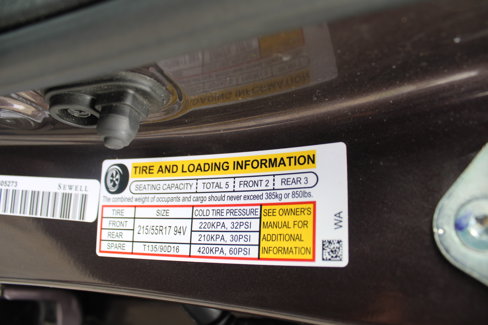 05273
SEWELL
TIRE AND LOADING INFORMATION
SEATING CAPACITY TOTAL 5 FRONT 2 REAR 3
The combined weight of occupants and cargo should never exceed 385kg or 850lbs.
TIRE SIZE COLD TIRE PRESSURE SEE OWNER'S MANUAL FOR ADDITIONAL INFORMATION
FRONT 215/55R17 94V 220KPA, 32PSI
REAR 210KPA, 30PSI
SPARE T135/90D16 420KPA, 60PSI
WA